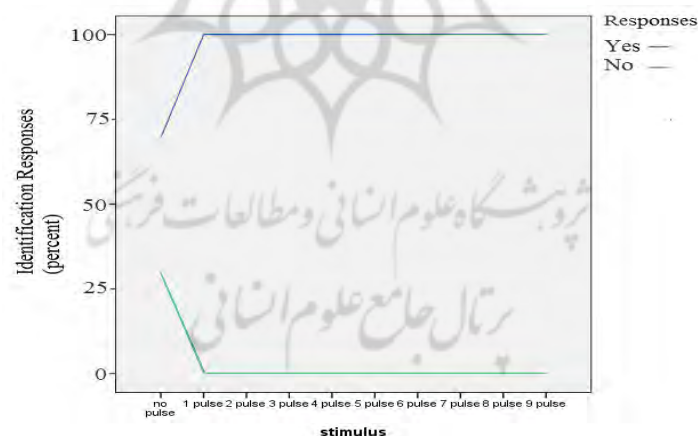 Responses
Yes
No
100
75
50
25
0
Identification Responses
(percent)
no pulse 1 pulse 2 pulse 3 pulse 4 pulse 5 pulse 6 pulse 7 pulse 8 pulse 9 pulse
stimulus
پژوهشگاه علوم انسانی و مطالعات فرهنگی
پرتال جامع علوم انسانی